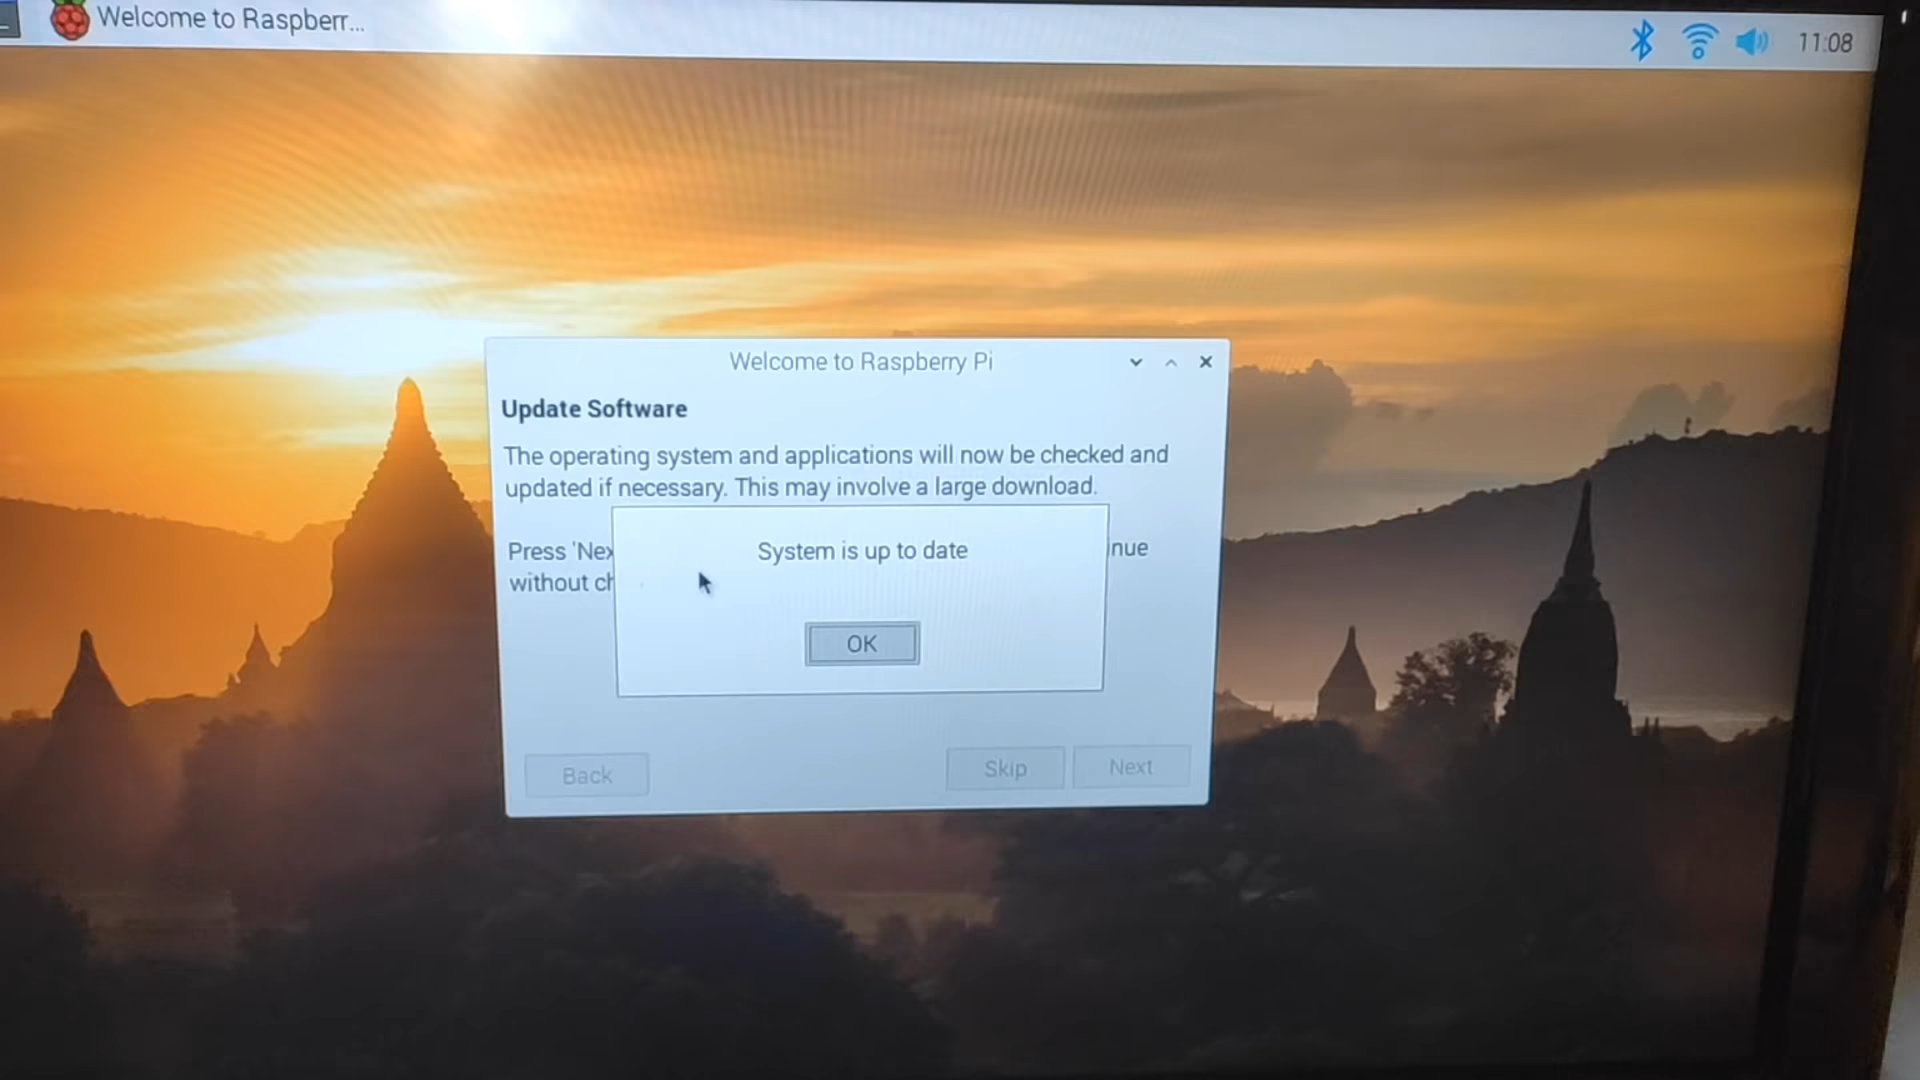 Welcome to Raspberr...
11:08
Welcome to Raspberry Pi
Update Software
The operating system and applications will now be checked and
updated if necessary. This may involve a large download.
Press 'Nex
inue
without ch
System is up to date
OK
Back
Skip
Next